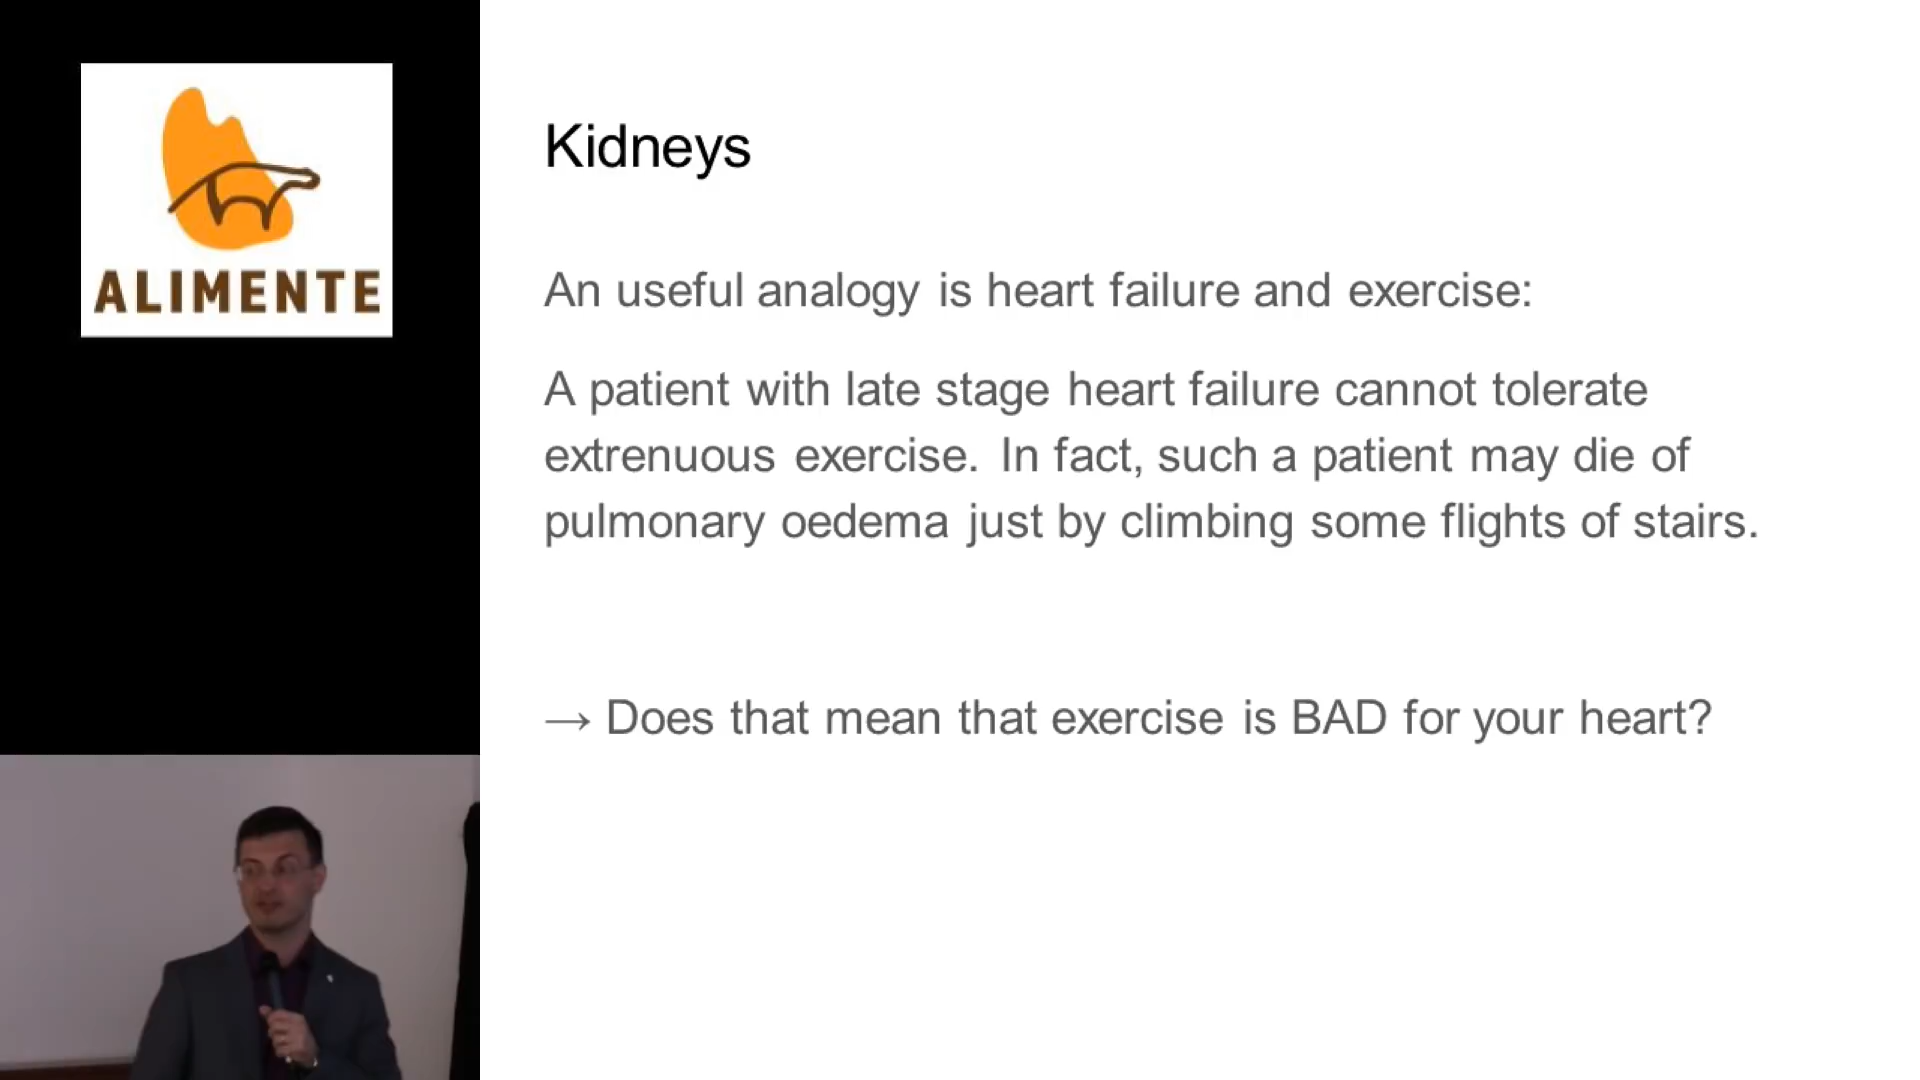 ALIMENTE
Kidneys
An useful analogy is heart failure and exercise:
A patient with late stage heart failure cannot tolerate
extrenuous exercise. In fact, such a patient may die of
pulmonary oedema just by climbing some flights of stairs.
→ Does that mean that exercise is BAD for your heart?